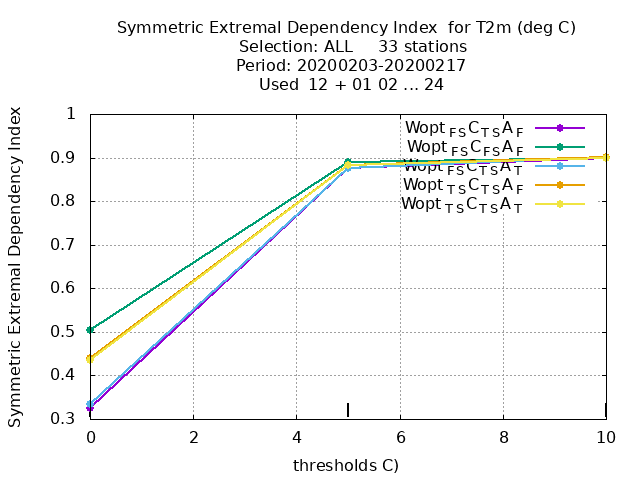 Symmetric Extremal Dependency Index  for T2m (deg C)
Selection: ALL     33 stations
Period: 20200203-20200217
Used  12 + 01 02 ... 24
Symmetric Extremal Dependency Index
1
0.9
0.8
0.7
0.6
0.5
0.4
0.3
Wopt FS C TS A F
Wopt FS C FS A F
Wopt FS C TS A T
Wopt TS C TS A F
Wopt TS C TS A T
0 2 4 6 8 10
thresholds C)